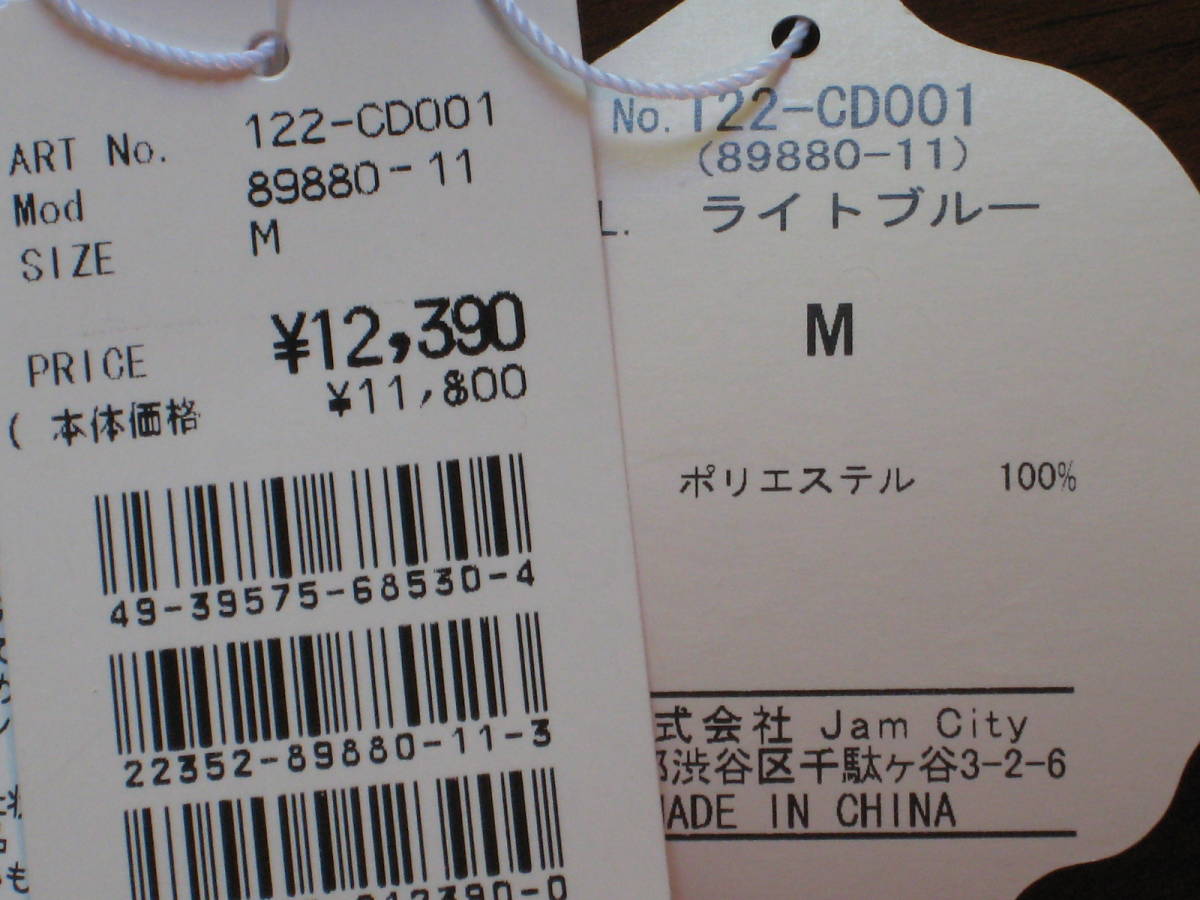 ART No. 122-CD001
Mod 89880-11
SIZE M
PRICE ¥12,390
( 本体価格 ¥11,800
49-39575-68530-4
22352-89880-11-3
012390-0
No. 122-CD001
(89880-11)
L. ライトブルー
M
ポリエステル 100%
式会社 Jam City
渋谷区千駄ヶ谷3-2-6
MADE IN CHINA